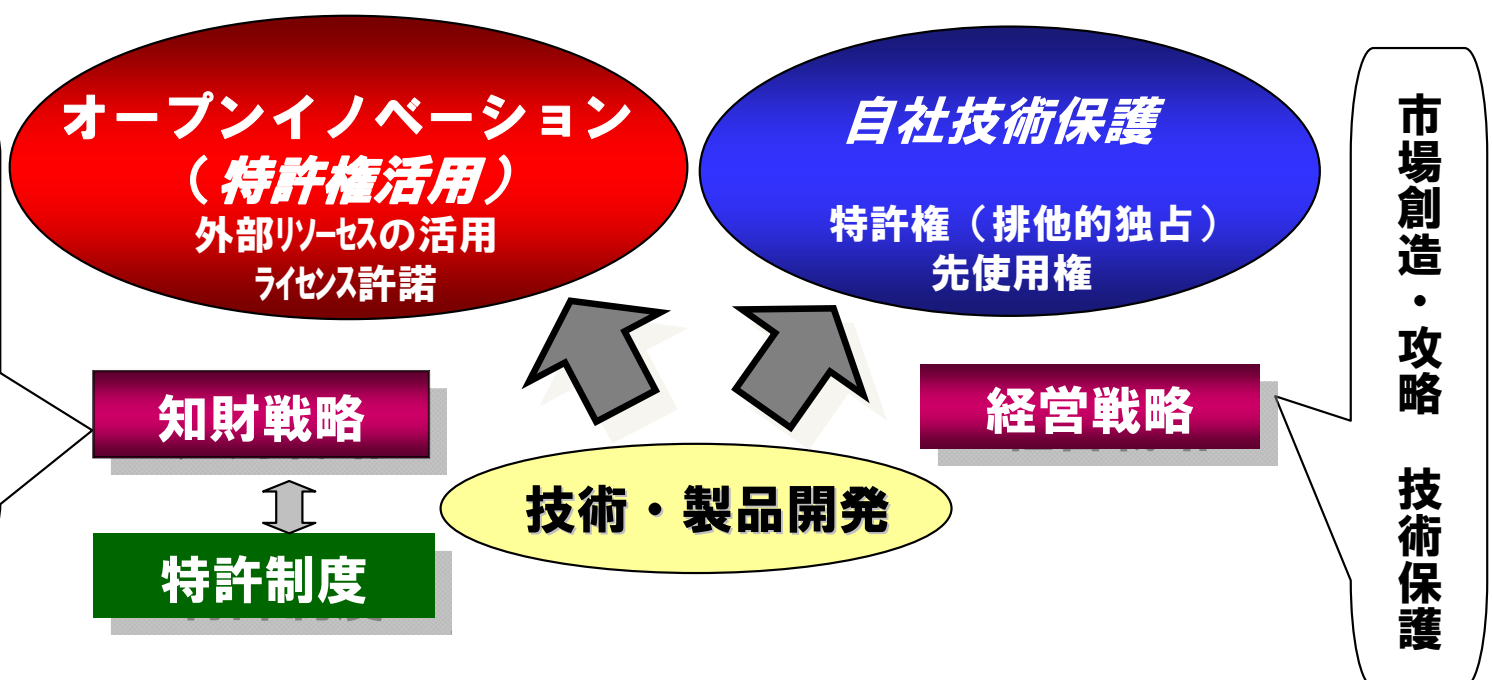 オープンイノベーション
（特許権活用）
外部リソーセスの活用
ライセンス許諾
自社技術保護
特許権（排他的独占）
先使用権
知財戦略
経営戦略
技術・製品開発
特許制度
市場創造・攻略　技術保護